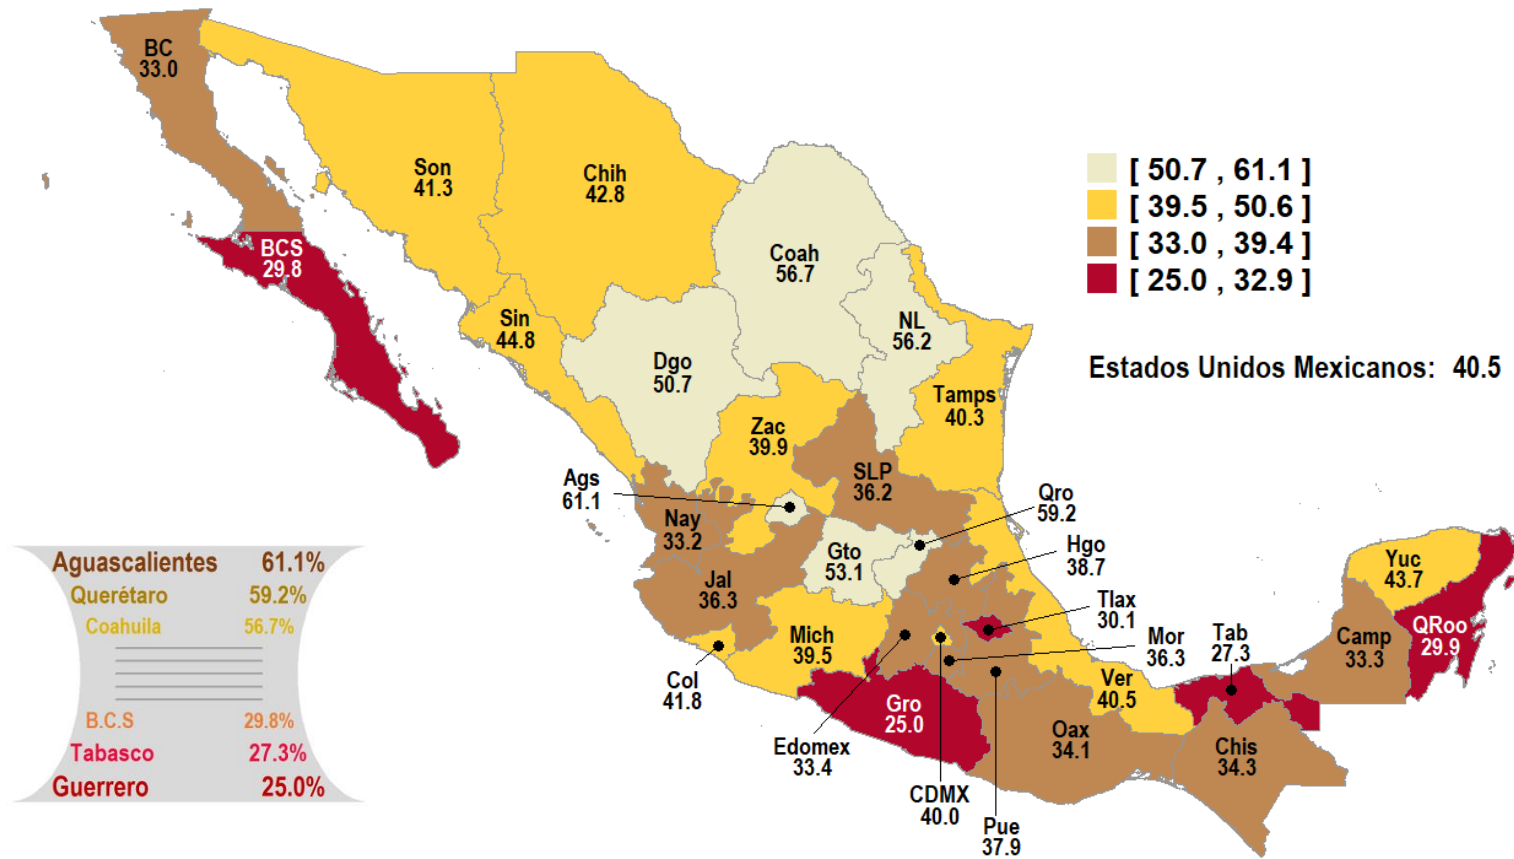 BC
33.0
Son
41.3
Chih
42.8
BCS
29.8
Coah
56.7
[ 50.7 , 61.1 ]
[ 39.5 , 50.6 ]
[ 33.0 , 39.4 ]
[ 25.0 , 32.9 ]
Sin
44.8
NL
56.2
Dgo
50.7
Estados Unidos Mexicanos: 40.5
Tamps
40.3
Zac
39.9
Ags
61.1
SLP
36.2
Qro
59.2
Nay
33.2
Gto
53.1
Hgo
38.7
Yuc
43.7
Jal
36.3
Tlax
30.1
Mich
39.5
Mor
36.3
Tab
27.3
Camp
33.3
QRoo
29.9
Col
41.8
Gro
25.0
Ver
40.5
Edomex
33.4
Oax
34.1
Chis
34.3
CDMX
40.0
Pue
37.9
Aguascalientes 61.1%
Querétaro 59.2%
Coahuila 56.7%
B.C.S 29.8%
Tabasco 27.3%
Guerrero 25.0%